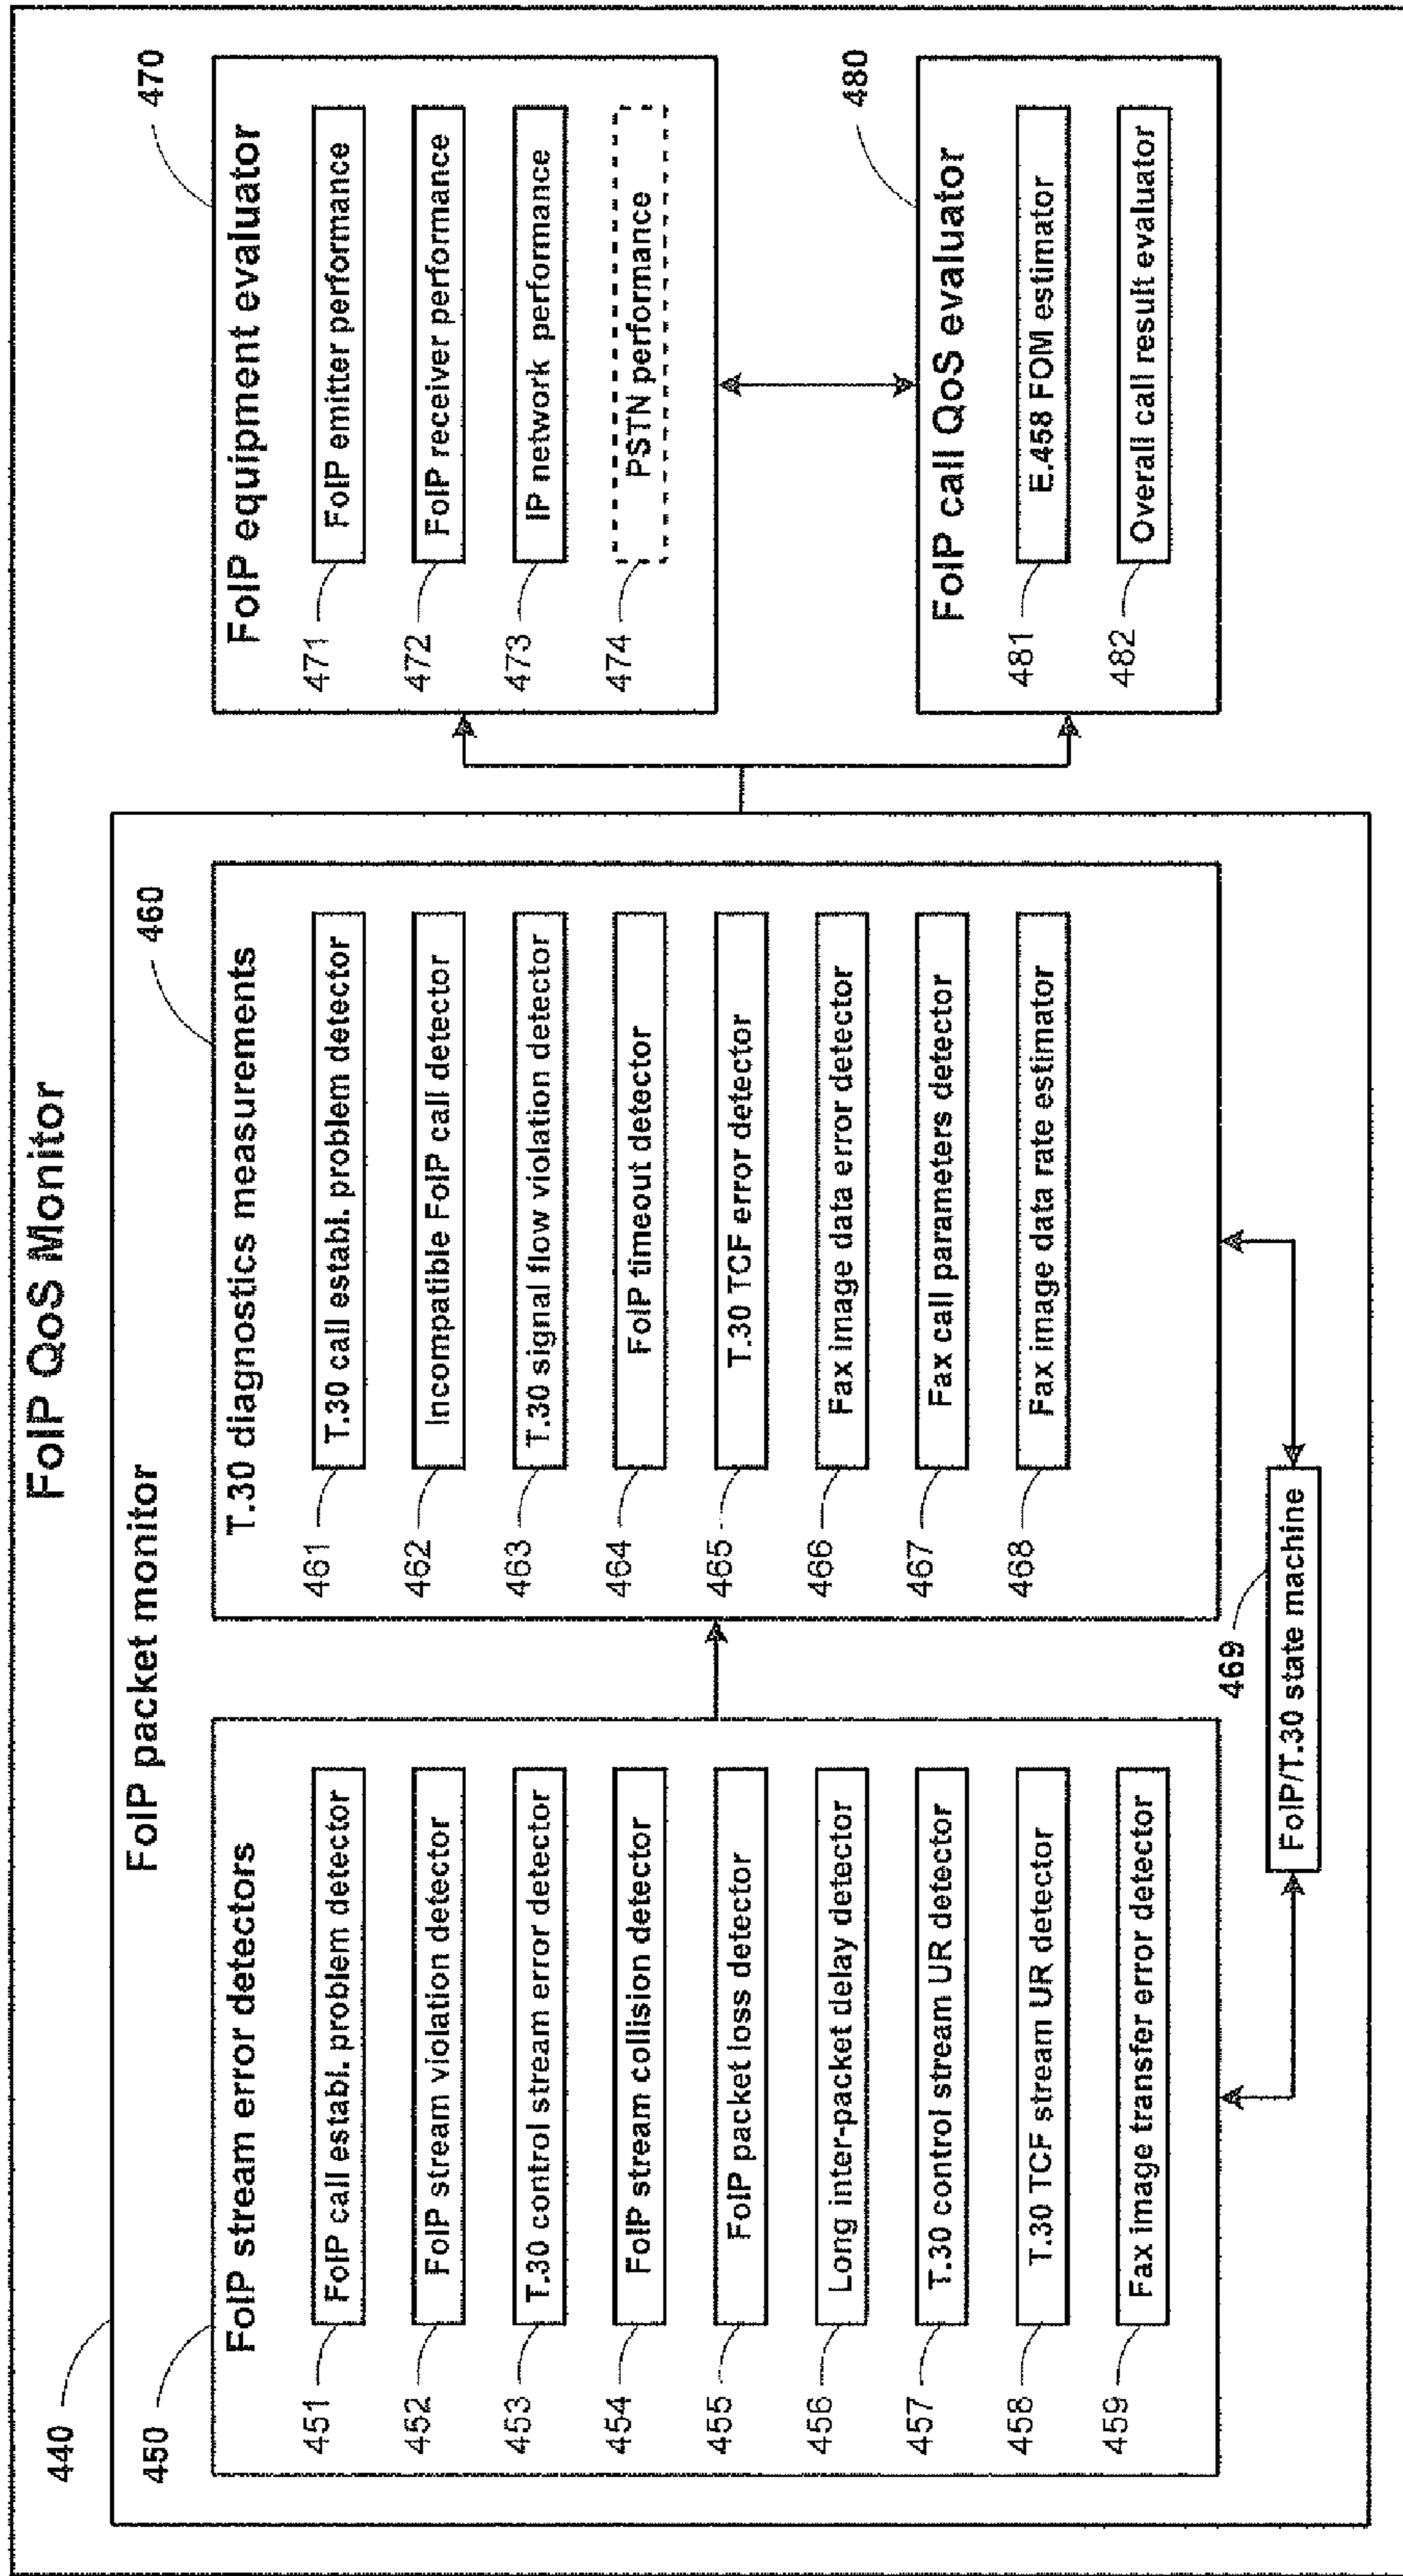 FoIP QoS Monitor
440
FoIP packet monitor
450
FoIP stream error detectors
451 FoIP call establ. problem detector
452 FoIP stream violation detector
453 T.30 control stream error detector
454 FoIP stream collision detector
455 FoIP packet loss detector
456 Long inter-packet delay detector
457 T.30 control stream UR detector
458 T.30 TCF stream UR detector
459 Fax image transfer error detector
460
T.30 diagnostics measurements
461 T.30 call establ. problem detector
462 Incompatible FoIP call detector
463 T.30 signal flow violation detector
464 FoIP timeout detector
465 T.30 TCF error detector
466 Fax image data error detector
467 Fax call parameters detector
468 Fax image data rate estimator
469
FoIP/T.30 state machine
470
FoIP equipment evaluator
471 FoIP emitter performance
472 FoIP receiver performance
473 IP network performance
474 PSTN performance
480
FoIP call QoS evaluator
481 E.458 FOM estimator
482 Overall call result evaluator